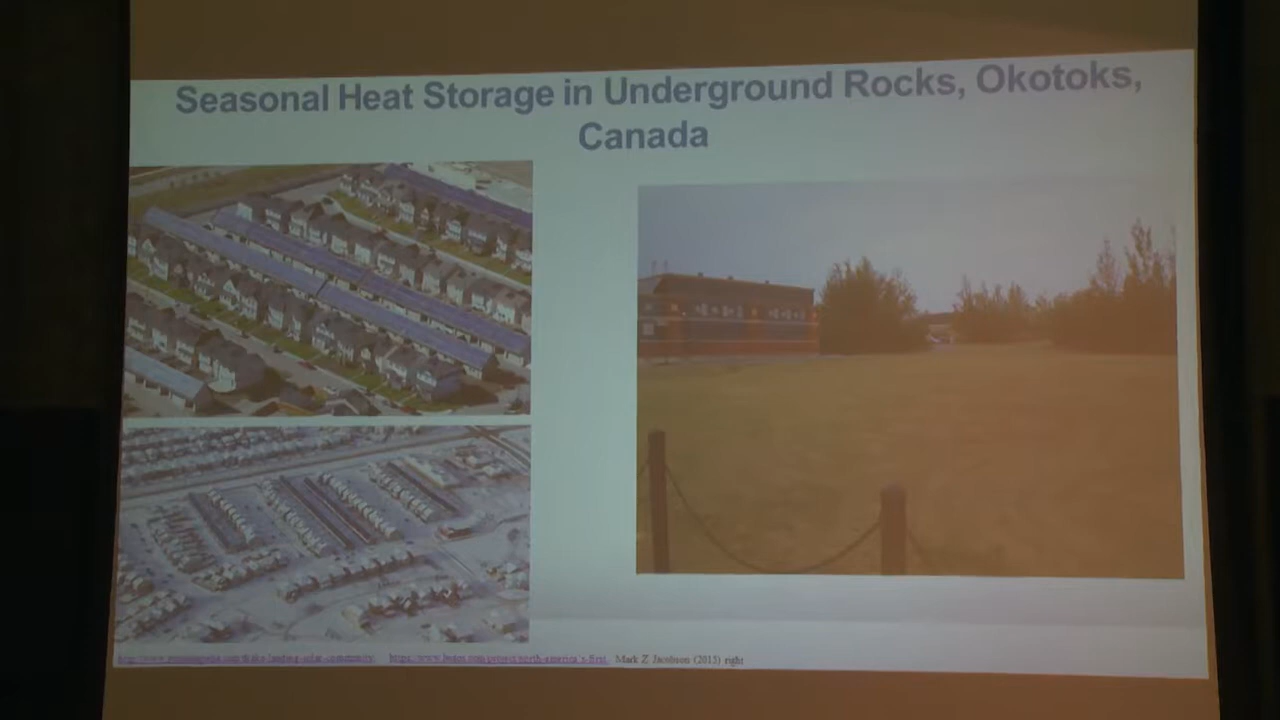 Seasonal Heat Storage in Underground Rocks, Okotoks,
Canada
Mark Z Jacobson (2015) right